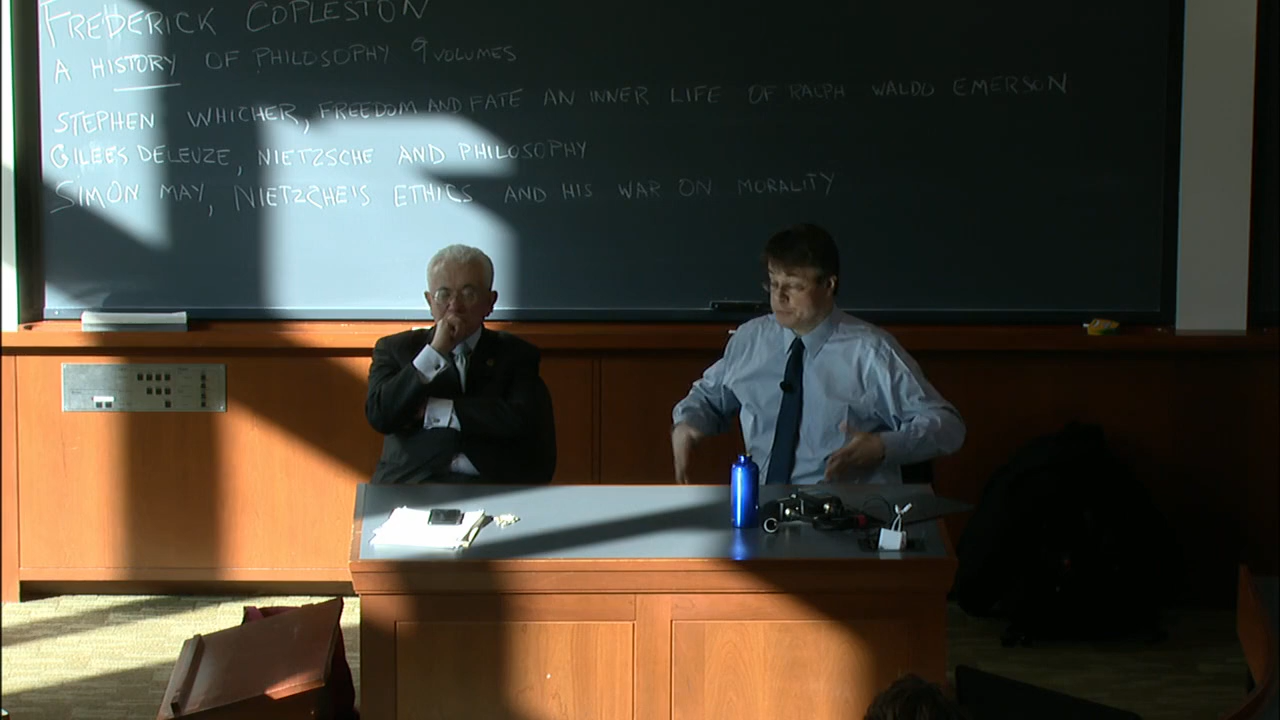 FREDERICK COPLESTON
A HISTORY OF PHILOSOPHY 9 VOLUMES
STEPHEN WHICHER, FREEDOM AND FATE AN INNER LIFE OF RALPH WALDO EMERSON
GILEES DELEUZE, NIETZSCHE AND PHILOSOPHY
SIMON MAY, NIETZCHE'S ETHICS AND HIS WAR ON MORALITY